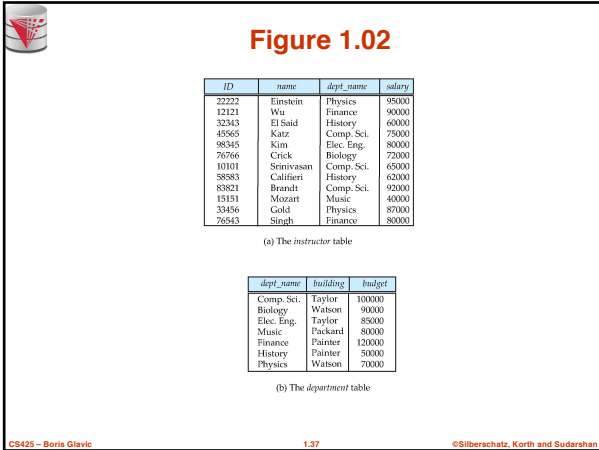 Figure 1.02
ID name dept_name salary
22222 Einstein Physics 95000
12121 Wu Finance 90000
32343 El Said History 60000
45565 Katz Comp. Sci. 75000
98345 Kim Elec. Eng. 80000
76766 Crick Biology 72000
10101 Srinivasan Comp. Sci. 65000
58583 Califieri History 62000
83821 Brandt Comp. Sci. 92000
15151 Mozart Music 40000
33456 Gold Physics 87000
76543 Singh Finance 80000
(a) The instructor table
dept_name building budget
Comp. Sci. Taylor 100000
Biology Watson 90000
Elec. Eng. Taylor 85000
Music Packard 80000
Finance Painter 120000
History Painter 50000
Physics Watson 70000
(b) The department table
CS425 – Boris Glavic 1.37 ©Silberschatz, Korth and Sudarshan